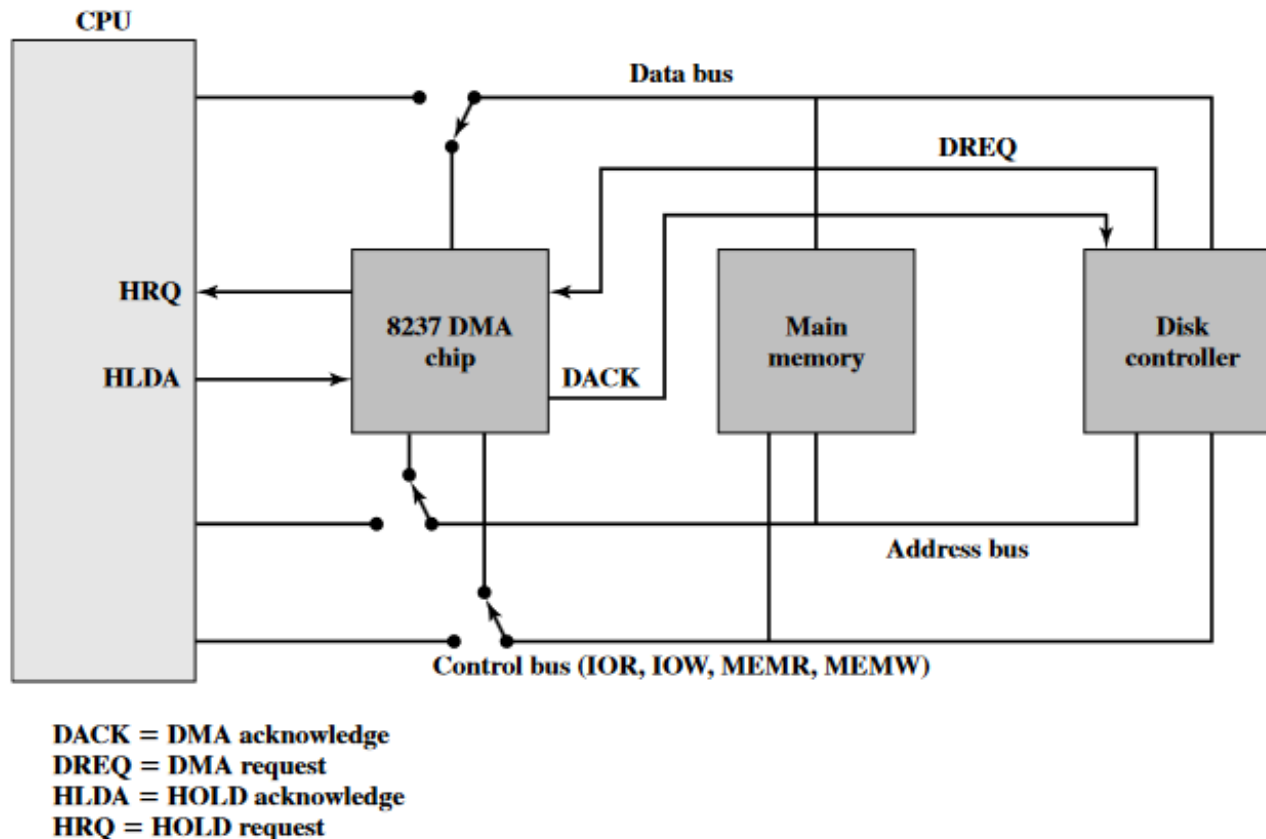 CPU
Data bus
DREQ
HRQ
8237 DMA
chip
Main
memory
Disk
controller
HLDA
DACK
Address bus
Control bus (IOR, IOW, MEMR, MEMW)
DACK = DMA acknowledge
DREQ = DMA request
HLDA = HOLD acknowledge
HRQ = HOLD request